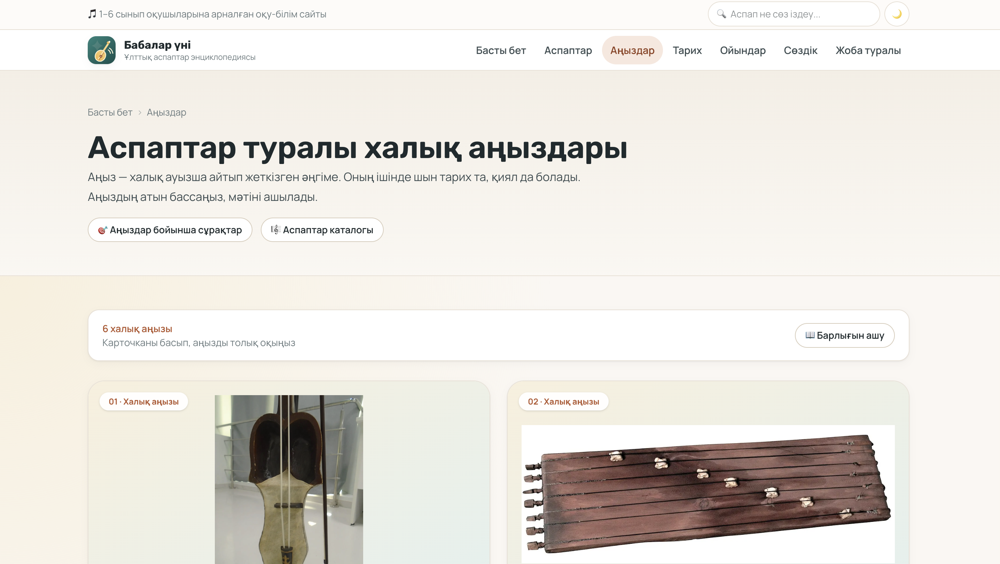 1–6 сынып оқушыларына арналған оқу-білім сайты
Аспап не сөз іздеу...
Бабалар үні
Ұлттық аспаптар энциклопедиясы
Басты бет
Аспаптар
Аңыздар
Тарих
Ойындар
Сөздік
Жоба туралы
Басты бет › Аңыздар
Аспаптар туралы халық аңыздары
Аңыз — халық ауызша айтып жеткізген әңгіме. Оның ішінде шын тарих та, қиял да болады.
Аңыздың атын бассаңыз, мәтіні ашылады.
Аңыздар бойынша сұрақтар
Аспаптар каталогы
6 халық аңызы
Карточканы басып, аңызды толық оқыңыз
Барлығын ашу
01 · Халық аңызы
02 · Халық аңызы